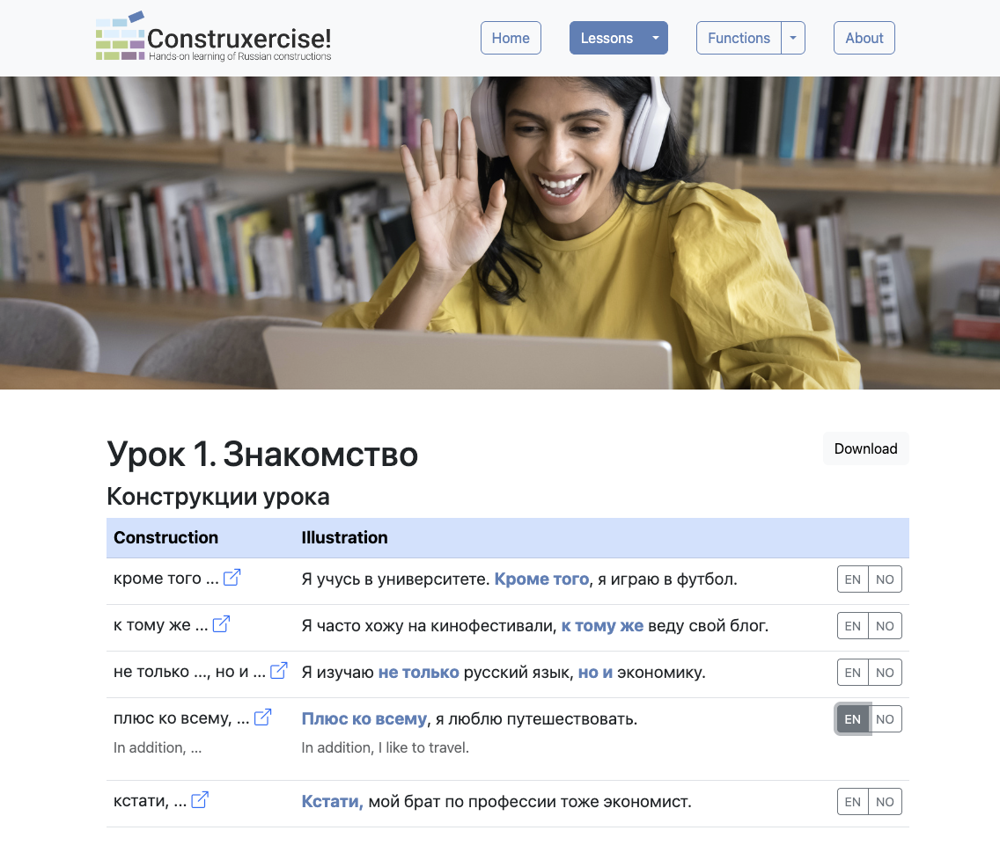 Construxercise!
Hands-on learning of Russian constructions
Home
Lessons
Functions
About
Урок 1. Знакомство
Download
Конструкции урока
Construction Illustration
кроме того ... Я учусь в университете. Кроме того, я играю в футбол. EN NO
к тому же ... Я часто хожу на кинофестивали, к тому же веду свой блог. EN NO
не только ..., но и ... Я изучаю не только русский язык, но и экономику. EN NO
плюс ко всему, ... Плюс ко всему, я люблю путешествовать. EN NO
In addition, ... In addition, I like to travel.
кстати, ... Кстати, мой брат по профессии тоже экономист. EN NO